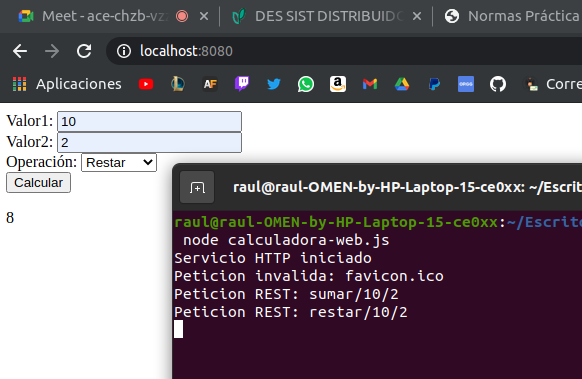 Meet - ace-chzb-vz
DES SIST DISTRIBUIDO
Normas Práctica
localhost:8080
Aplicaciones
Corre
Valor1: 10
Valor2: 2
Operación: Restar
Calcular
8
raul@raul-OMEN-by-HP-Laptop-15-ce0xx: ~/Escrito
raul@raul-OMEN-by-HP-Laptop-15-ce0xx:~/Escrito
node calculadora-web.js
Servicio HTTP iniciado
Peticion invalida: favicon.ico
Peticion REST: sumar/10/2
Peticion REST: restar/10/2